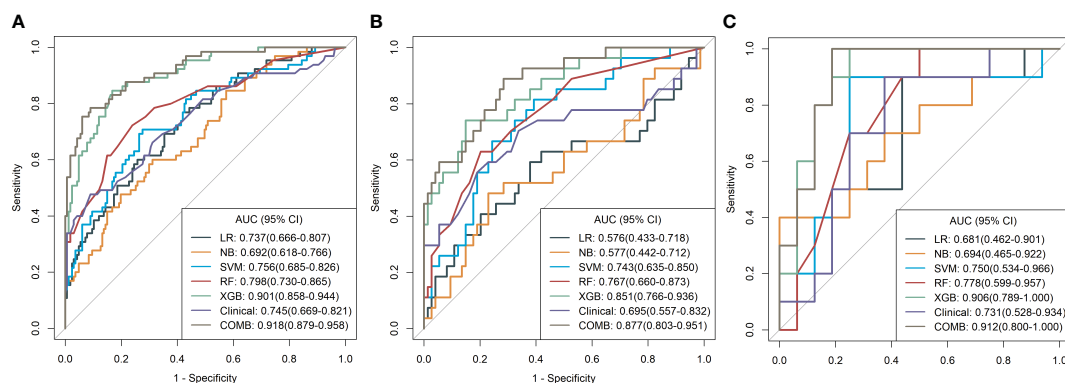 A
B
C
Sensitivity
1.0
0.8
0.6
0.4
0.2
0.0
AUC (95% CI)
LR: 0.737(0.666-0.807)
NB: 0.692(0.618-0.766)
SVM: 0.756(0.685-0.826)
RF: 0.798(0.730-0.865)
XGB: 0.901(0.858-0.944)
Clinical: 0.745(0.669-0.821)
COMB: 0.918(0.879-0.958)
0.0 0.2 0.4 0.6 0.8 1.0
1 - Specificity
Sensitivity
1.0
0.8
0.6
0.4
0.2
0.0
AUC (95% CI)
LR: 0.576(0.433-0.718)
NB: 0.577(0.442-0.712)
SVM: 0.743(0.635-0.850)
RF: 0.767(0.660-0.873)
XGB: 0.851(0.766-0.936)
Clinical: 0.695(0.557-0.832)
COMB: 0.877(0.803-0.951)
0.0 0.2 0.4 0.6 0.8 1.0
1 - Specificity
Sensitivity
1.0
0.8
0.6
0.4
0.2
0.0
AUC (95% CI)
LR: 0.681(0.462-0.901)
NB: 0.694(0.465-0.922)
SVM: 0.750(0.534-0.966)
RF: 0.778(0.599-0.957)
XGB: 0.906(0.789-1.000)
Clinical: 0.731(0.528-0.934)
COMB: 0.912(0.800-1.000)
0.0 0.2 0.4 0.6 0.8 1.0
1 - Specificity